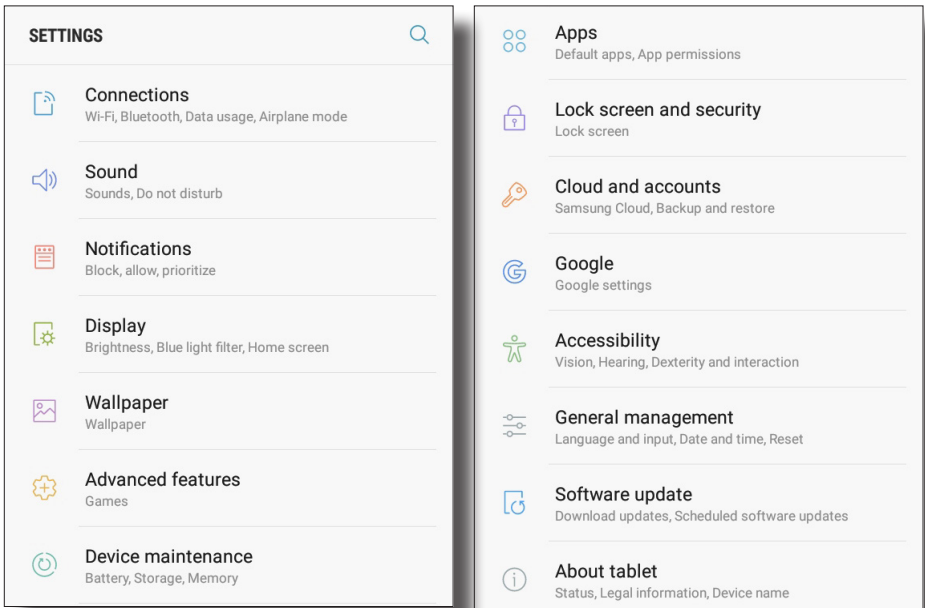 SETTINGS
Connections
Wi-Fi, Bluetooth, Data usage, Airplane mode
Sound
Sounds, Do not disturb
Notifications
Block, allow, prioritize
Display
Brightness, Blue light filter, Home screen
Wallpaper
Wallpaper
Advanced features
Games
Device maintenance
Battery, Storage, Memory
Apps
Default apps, App permissions
Lock screen and security
Lock screen
Cloud and accounts
Samsung Cloud, Backup and restore
Google
Google settings
Accessibility
Vision, Hearing, Dexterity and interaction
General management
Language and input, Date and time, Reset
Software update
Download updates, Scheduled software updates
About tablet
Status, Legal information, Device name